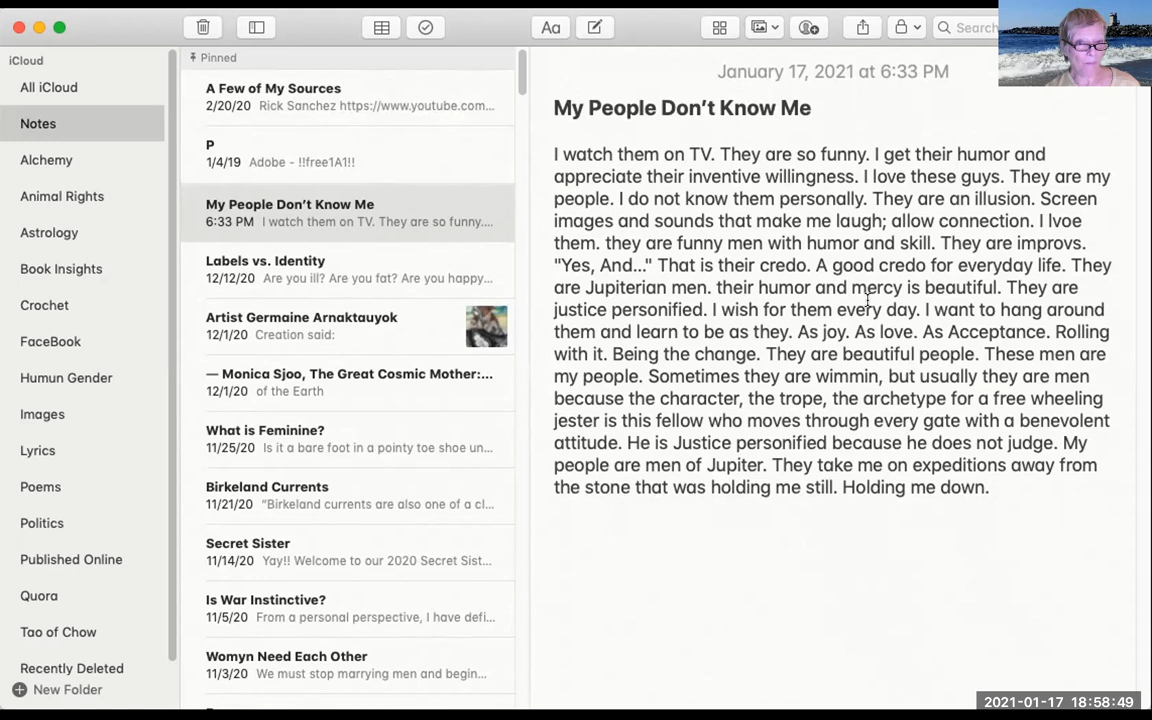 Aa
Search
iCloud
All iCloud
Notes
Alchemy
Animal Rights
Astrology
Book Insights
Crochet
FaceBook
Humun Gender
Images
Lyrics
Poems
Politics
Published Online
Quora
Tao of Chow
Recently Deleted
New Folder
Pinned
A Few of My Sources
2/20/20 Rick Sanchez https://www.youtube.com...
P
1/4/19 Adobe - !!free1A1!!
My People Don’t Know Me
6:33 PM I watch them on TV. They are so funny....
Labels vs. Identity
12/12/20 Are you ill? Are you fat? Are you happy...
Artist Germaine Arnaktauyok
12/1/20 Creation said:
— Monica Sjoo, The Great Cosmic Mother:...
12/1/20 of the Earth
What is Feminine?
11/25/20 Is it a bare foot in a pointy toe shoe un...
Birkeland Currents
11/21/20 “Birkeland currents are also one of a cl...
Secret Sister
11/14/20 Yay!! Welcome to our 2020 Secret Sist...
Is War Instinctive?
11/5/20 From a personal perspective, I have defi...
Womyn Need Each Other
11/3/20 We must stop marrying men and begin...
January 17, 2021 at 6:33 PM
My People Don’t Know Me
I watch them on TV. They are so funny. I get their humor and
appreciate their inventive willingness. I love these guys. They are my
people. I do not know them personally. They are an illusion. Screen
images and sounds that make me laugh; allow connection. I lvoe
them. they are funny men with humor and skill. They are improvs.
"Yes, And..." That is their credo. A good credo for everyday life. They
are Jupiterian men. their humor and mercy is beautiful. They are
justice personified. I wish for them every day. I want to hang around
them and learn to be as they. As joy. As love. As Acceptance. Rolling
with it. Being the change. They are beautiful people. These men are
my people. Sometimes they are wimmin, but usually they are men
because the character, the trope, the archetype for a free wheeling
jester is this fellow who moves through every gate with a benevolent
attitude. He is Justice personified because he does not judge. My
people are men of Jupiter. They take me on expeditions away from
the stone that was holding me still. Holding me down.
2021-01-17 18:58:49